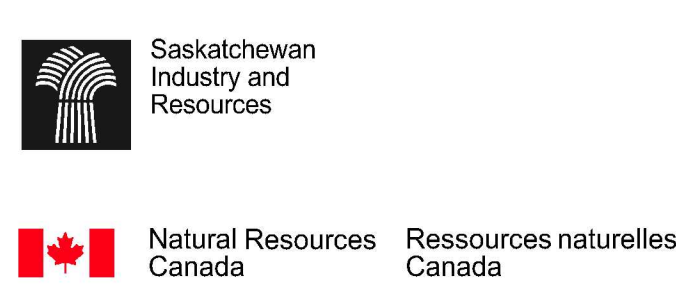 Saskatchewan
Industry and
Resources
Natural Resources
Canada
Ressources naturelles
Canada